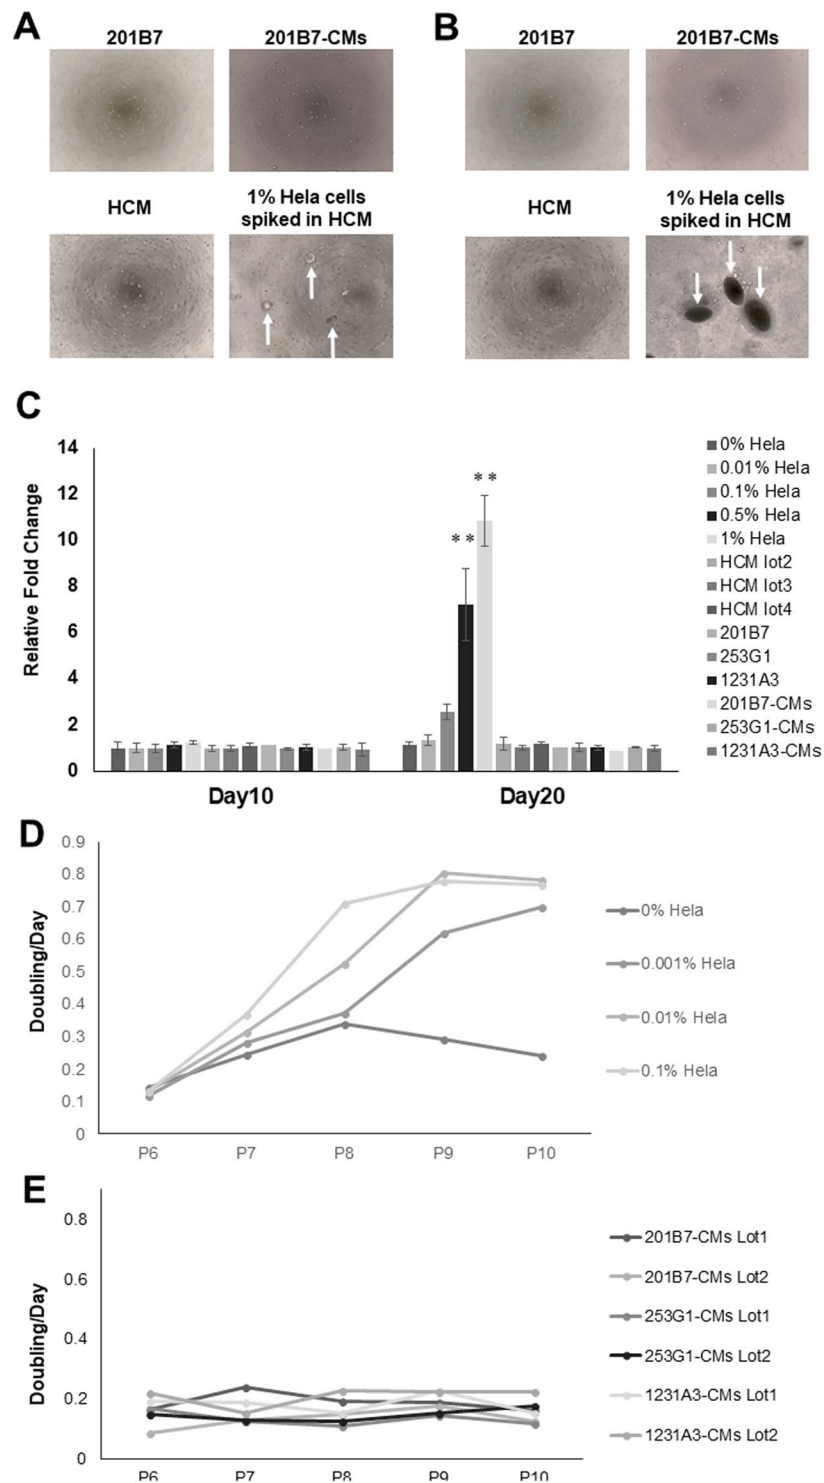 A
B
201B7
201B7-CMs
201B7
201B7-CMs
HCM
1% Hela cells
spiked in HCM
HCM
1% Hela cells
spiked in HCM
C
Relative Fold Change
14
12
10
8
6
4
2
0
**
**
Day10
Day20
0% Hela
0.01% Hela
0.1% Hela
0.5% Hela
1% Hela
HCM lot2
HCM lot3
HCM lot4
201B7
253G1
1231A3
201B7-CMs
253G1-CMs
1231A3-CMs
D
Doubling/Day
0.9
0.8
0.7
0.6
0.5
0.4
0.3
0.2
0.1
0
P6
P7
P8
P9
P10
0% Hela
0.001% Hela
0.01% Hela
0.1% Hela
E
Doubling/Day
0.8
0.6
0.4
0.2
0
P6
P7
P8
P9
P10
201B7-CMs Lot1
201B7-CMs Lot2
253G1-CMs Lot1
253G1-CMs Lot2
1231A3-CMs Lot1
1231A3-CMs Lot2